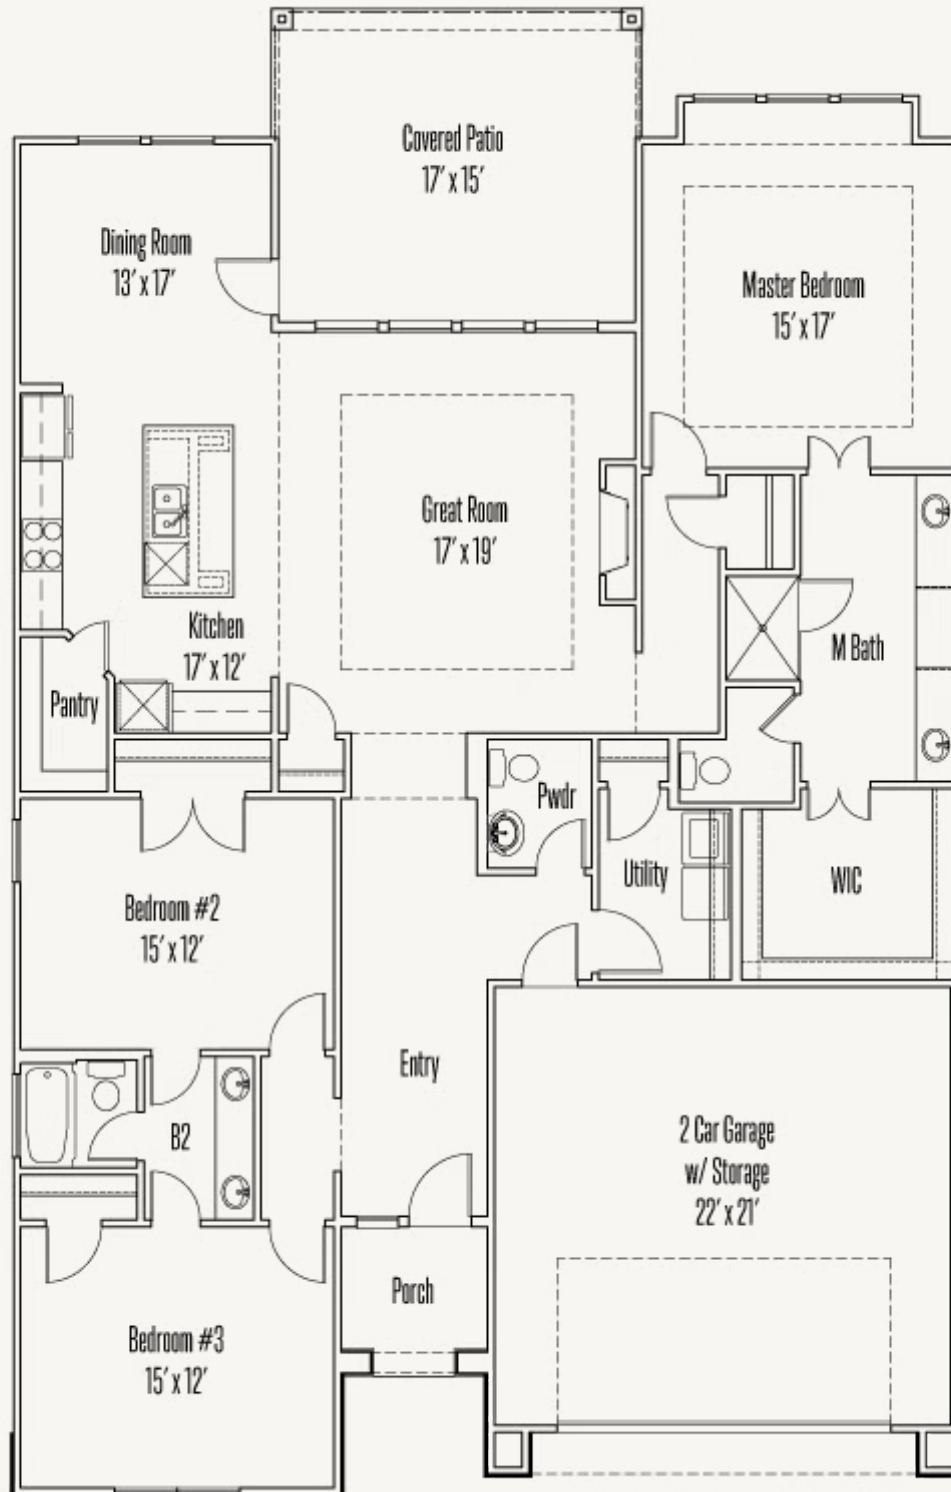 Covered Patio
17' x 15'
Dining Room
13' x 17'
Master Bedroom
15' x 17'
Great Room
17' x 19'
Kitchen
17' x 12'
M Bath
Pantry
Pwdr
Utility
WIC
Bedroom #2
15' x 12'
Entry
B2
2 Car Garage
w/ Storage
22' x 21'
Porch
Bedroom #3
15' x 12'